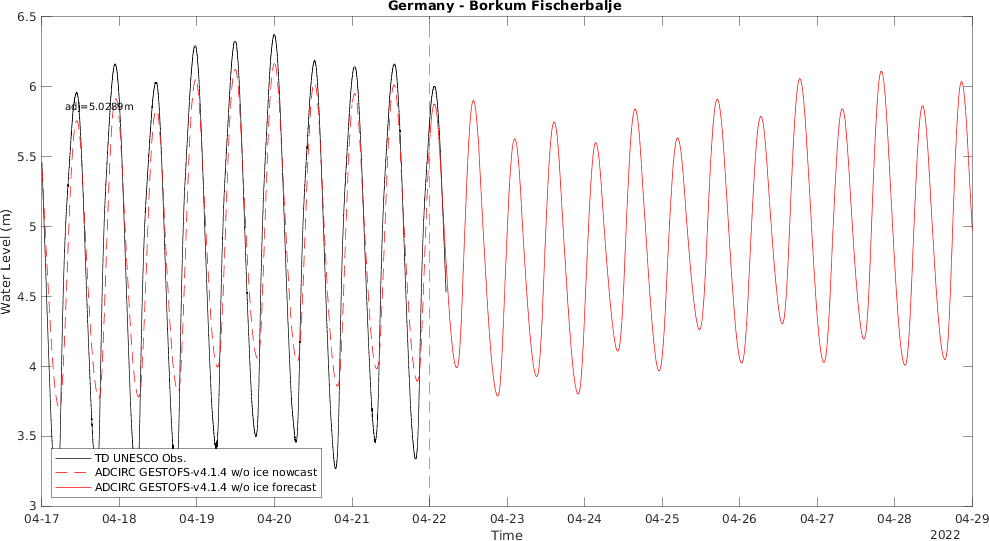 Germany - Borkum Fischerbalje
6.5
6
5.5
5
4.5
4
3.5
3
Water Level (m)
adj=5.0289m
TD UNESCO Obs.
ADCIRC GESTOFS-v4.1.4 w/o ice nowcast
ADCIRC GESTOFS-v4.1.4 w/o ice forecast
04-17 04-18 04-19 04-20 04-21 04-22 04-23 04-24 04-25 04-26 04-27 04-28 04-29
Time
2022